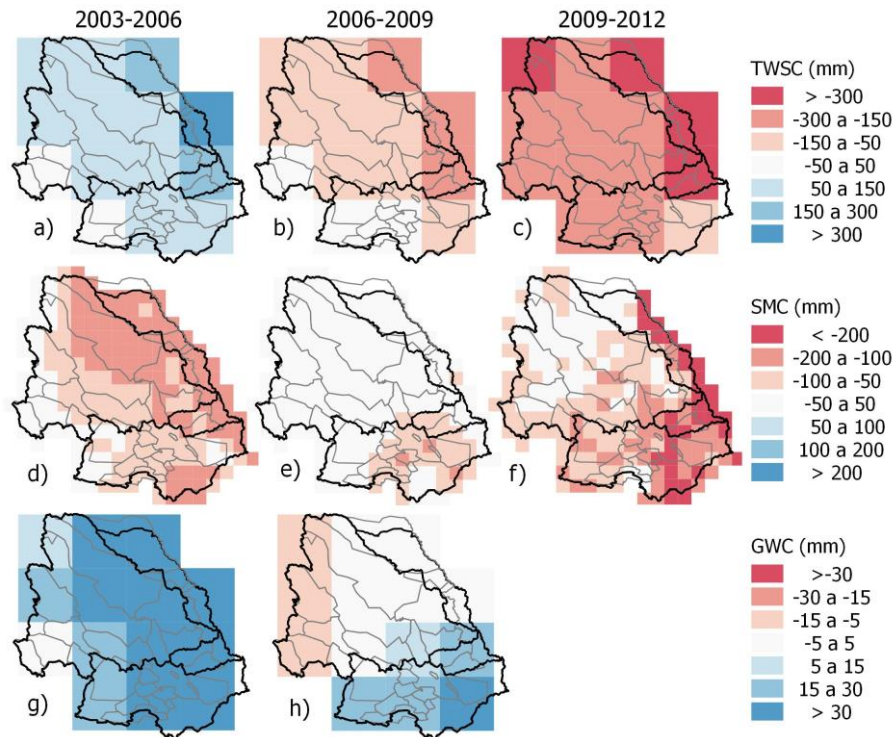 2003-2006
2006-2009
2009-2012
a)
b)
c)
TWSC (mm)
> -300
-300 a -150
-150 a -50
-50 a 50
50 a 150
150 a 300
> 300
d)
e)
f)
SMC (mm)
< -200
-200 a -100
-100 a -50
-50 a 50
50 a 100
100 a 200
> 200
g)
h)
GWC (mm)
>-30
-30 a -15
-15 a -5
-5 a 5
5 a 15
15 a 30
> 30